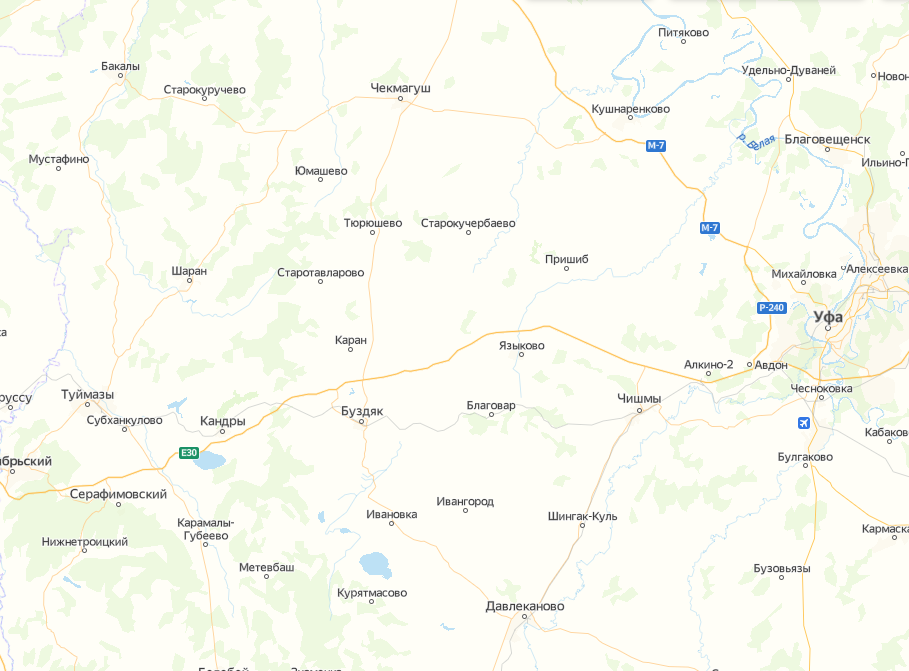 Питяково
Бакалы
Удельно-Дуваней
Старокуручево
Чекмагуш
Кушнаренково
р. Белая
Благовещенск
М-7
Мустафино
Юмашево
Тюрюшево
Старокучербаево
М-7
Пришиб
Шаран
Старотавларово
Михайловка
Алексеевка
Р-240
Уфа
Каран
Языково
Алкино-2
Авдон
Туймазы
Чесноковка
Чишмы
Благовар
Буздяк
Субханкулово
Кандры
E30
Булгаково
Серафимовский
Ивангород
Ивановка
Шингак-Куль
Карамалы-
Губеево
Нижнетроицкий
Метевбаш
Бузовьязы
Курятмасово
Давлеканово